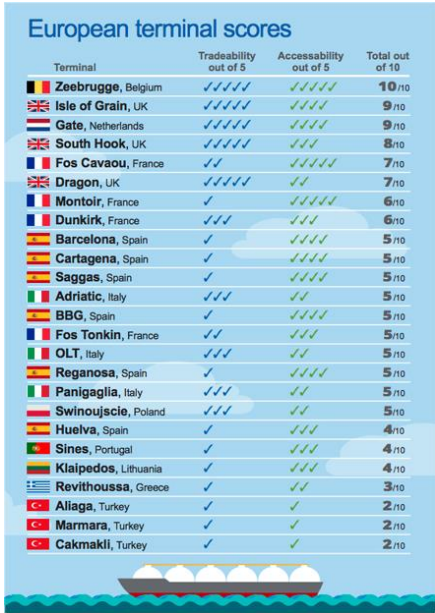 European terminal scores
Tradeability Accessability Total out
Terminal out of 5 out of 5 of 10
Zeebrugge, Belgium ✓✓✓✓✓ ✓✓✓✓✓ 10/10
Isle of Grain, UK ✓✓✓✓✓ ✓✓✓✓ 9/10
Gate, Netherlands ✓✓✓✓✓ ✓✓✓✓ 9/10
South Hook, UK ✓✓✓✓✓ ✓✓✓ 8/10
Fos Cavaou, France ✓✓ ✓✓✓✓✓ 7/10
Dragon, UK ✓✓✓✓✓ ✓✓ 7/10
Montoir, France ✓ ✓✓✓✓✓ 6/10
Dunkirk, France ✓✓✓ ✓✓✓ 6/10
Barcelona, Spain ✓ ✓✓✓✓ 5/10
Cartagena, Spain ✓ ✓✓✓✓ 5/10
Saggas, Spain ✓ ✓✓✓✓ 5/10
Adriatic, Italy ✓✓✓ ✓✓ 5/10
BBG, Spain ✓ ✓✓✓✓ 5/10
Fos Tonkin, France ✓✓ ✓✓✓ 5/10
OLT, Italy ✓✓✓ ✓✓ 5/10
Reganosa, Spain ✓ ✓✓✓✓ 5/10
Panigaglia, Italy ✓✓✓ ✓✓ 5/10
Swinoujscie, Poland ✓✓✓ ✓✓ 5/10
Huelva, Spain ✓ ✓✓✓ 4/10
Sines, Portugal ✓ ✓✓✓ 4/10
Klaipedos, Lithuania ✓ ✓✓✓ 4/10
Revithoussa, Greece ✓ ✓✓ 3/10
Aliaga, Turkey ✓ ✓ 2/10
Marmara, Turkey ✓ ✓ 2/10
Cakmakli, Turkey ✓ ✓ 2/10